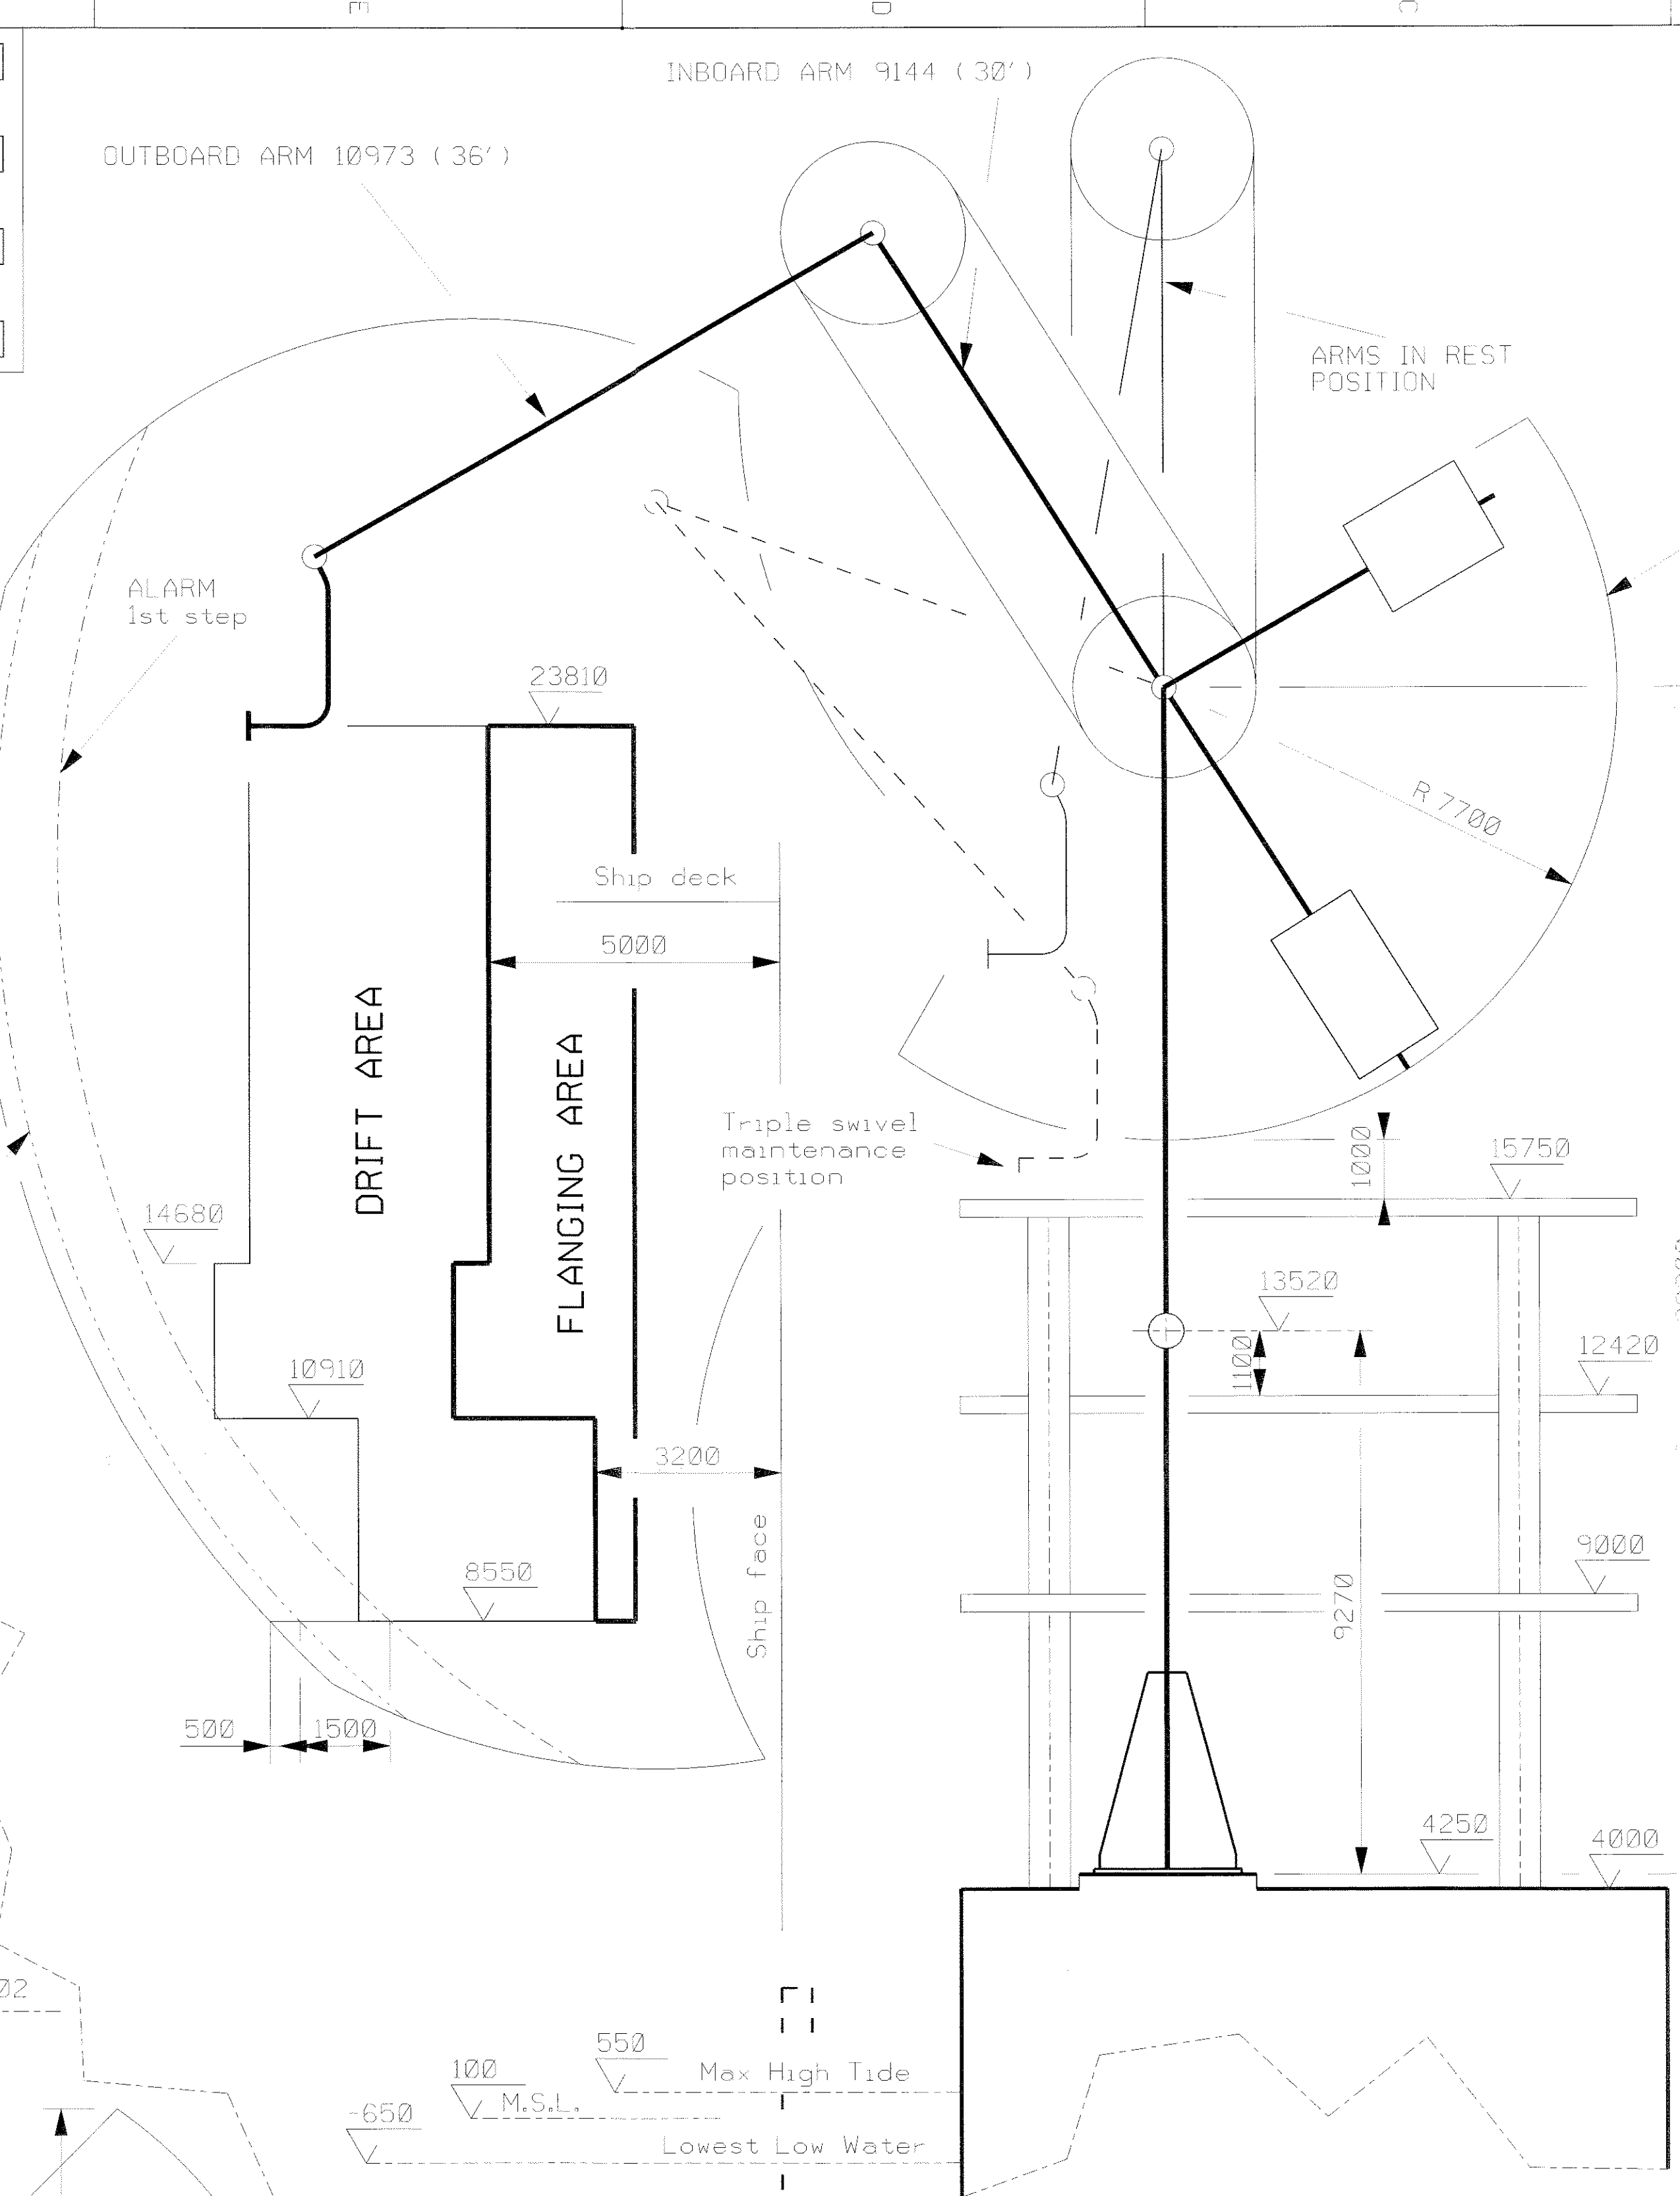 E
D
C
INBOARD ARM 9144 (30')
OUTBOARD ARM 10973 (36')
ARMS IN REST
POSITION
ALARM
1st step
23810
R 7700
Ship deck
5000
DRIFT AREA
FLANGING AREA
Triple swivel
maintenance
position
1000
15750
14680
13520
1100
12420
10910
3200
9000
8550
Ship face
9270
500
1500
4250
4000
02
550
Max High Tide
100
M.S.L.
-650
Lowest Low Water